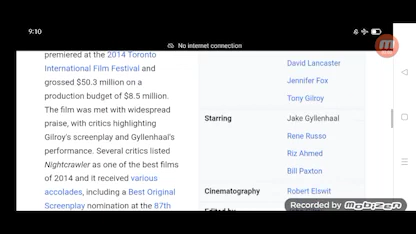 9:10
No internet connection
premiered at the 2014 Toronto
International Film Festival and
grossed $50.3 million on a
production budget of $8.5 million.
The film was met with widespread
praise, with critics highlighting
Gilroy's screenplay and Gyllenhaal's
performance. Several critics listed
Nightcrawler as one of the best films
of 2014 and it received various
accolades, including a Best Original
Screenplay nomination at the 87th
David Lancaster
Jennifer Fox
Tony Gilroy
Starring Jake Gyllenhaal
Rene Russo
Riz Ahmed
Bill Paxton
Cinematography Robert Elswit
Recorded by Mobizen